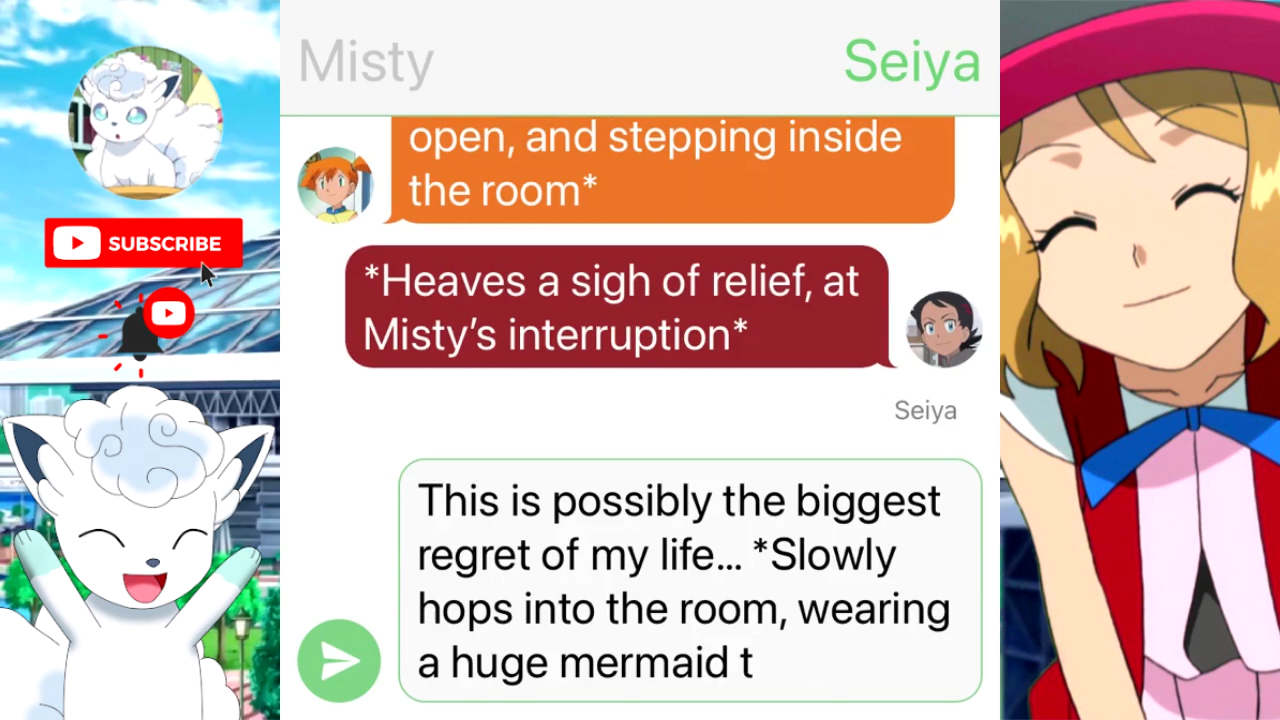 Misty
Seiya
open, and stepping inside
the room*
SUBSCRIBE
*Heaves a sigh of relief, at
Misty’s interruption*
Seiya
This is possibly the biggest
regret of my life... *Slowly
hops into the room, wearing
a huge mermaid t